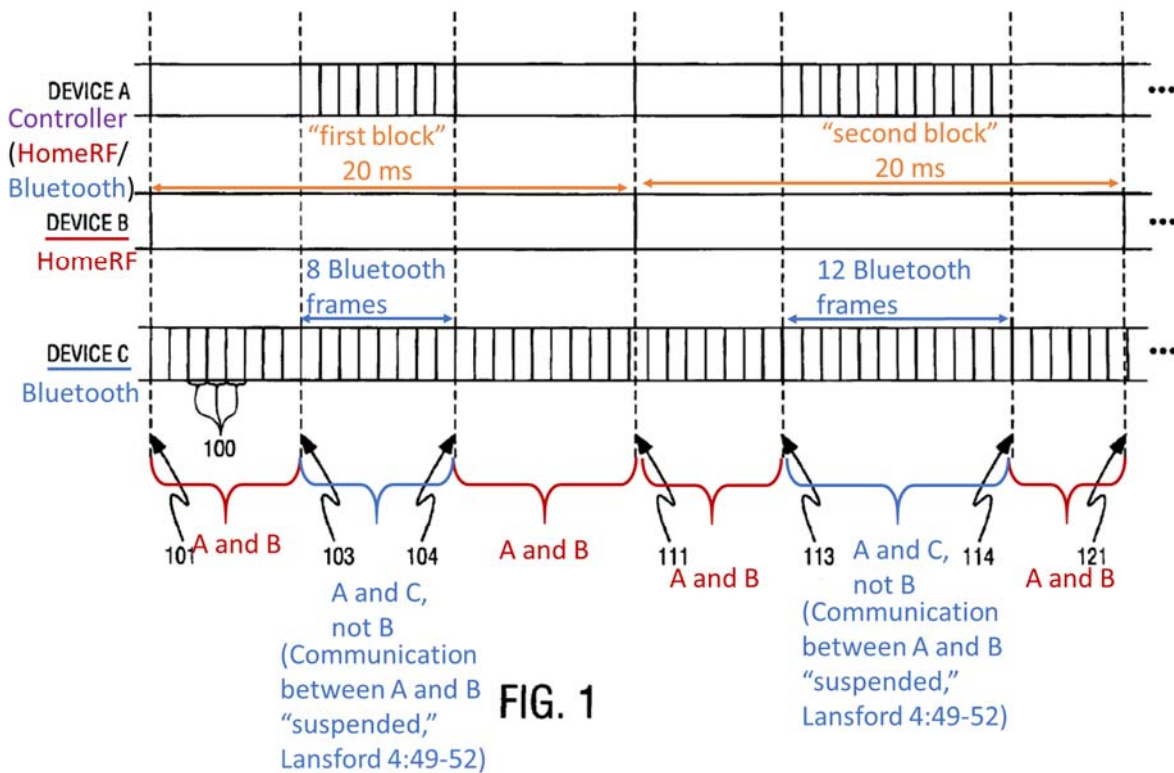 DEVICE A
Controller
(HomeRF/
Bluetooth)
"first block"
20 ms
"second block"
20 ms
•••
DEVICE B
HomeRF
•••
8 Bluetooth
frames
12 Bluetooth
frames
DEVICE C
Bluetooth
•••
100
101
A and B
103
104
A and B
111
A and B
113
114
121
A and B
A and C,
not B
(Communication
between A and B
"suspended,"
Lansford 4:49-52)
A and C,
not B
(Communication
between A and B
"suspended,"
Lansford 4:49-52)
FIG. 1